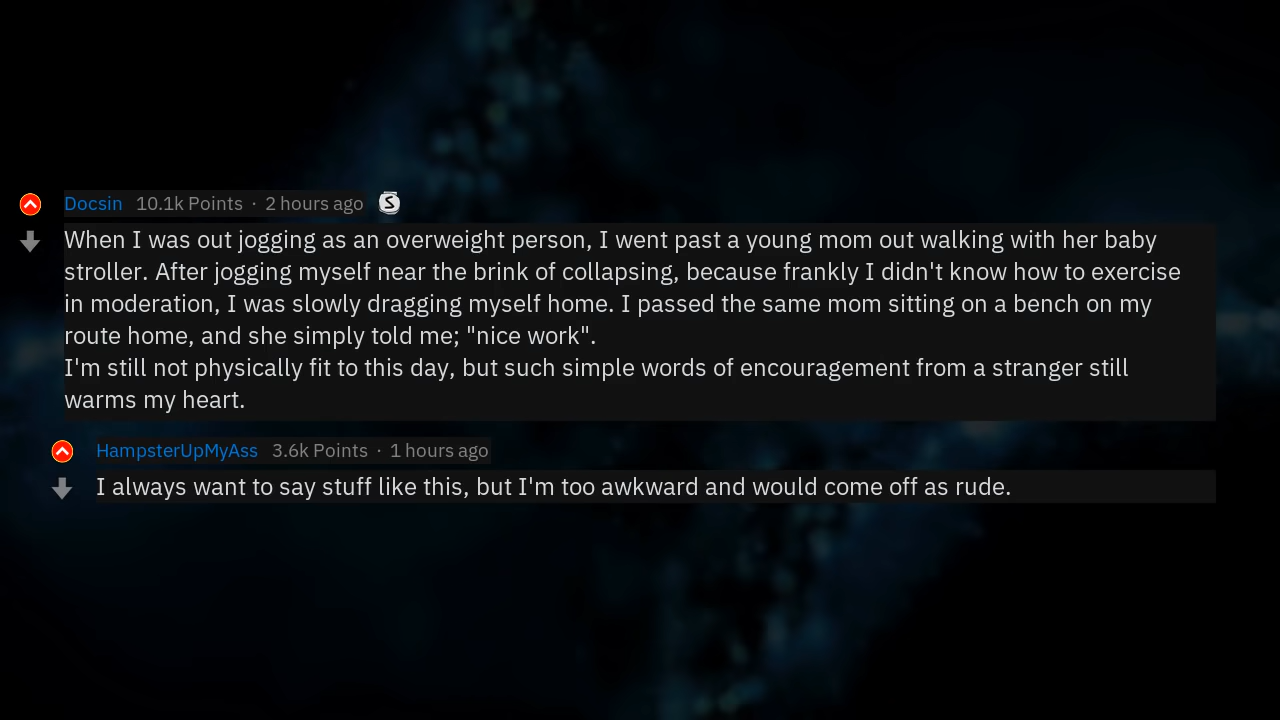 Docsin 10.1k Points · 2 hours ago S
When I was out jogging as an overweight person, I went past a young mom out walking with her baby
stroller. After jogging myself near the brink of collapsing, because frankly I didn't know how to exercise
in moderation, I was slowly dragging myself home. I passed the same mom sitting on a bench on my
route home, and she simply told me; "nice work".
I'm still not physically fit to this day, but such simple words of encouragement from a stranger still
warms my heart.
HampsterUpMyAss 3.6k Points · 1 hours ago
I always want to say stuff like this, but I'm too awkward and would come off as rude.